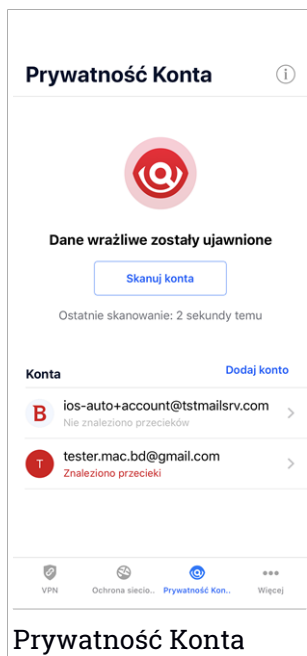 Prywatność Konta
Dane wrażliwe zostały ujawnione
Skanuj konta
Ostatnie skanowanie: 2 sekundy temu
Konta
Dodaj konto
B
ios-auto+account@tstmailsrv.com
Nie znaleziono przecieków
T
tester.mac.bd@gmail.com
Znaleziono przecieki
VPN
Ochrona siecio..
Prywatność Kon..
Więcej
Prywatność Konta